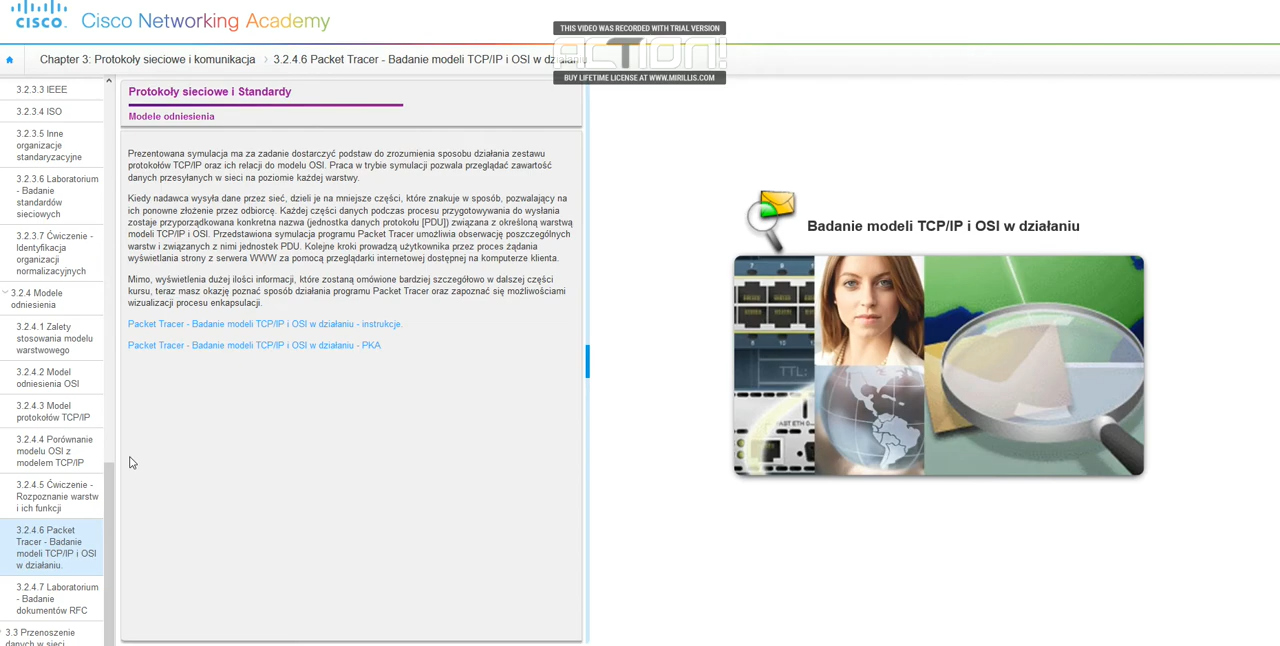 CISCO. Cisco Networking Academy
THIS VIDEO WAS RECORDED WITH TRIAL VERSION
ACTION!
BUY LIFETIME LICENSE AT WWW.MIRILLIS.COM
Chapter 3: Protokoły sieciowe i komunikacja
3.2.4.6 Packet Tracer - Badanie modeli TCP/IP i OSI w działaniu
3.2.3.3 IEEE
3.2.3.4 ISO
3.2.3.5 Inne
organizacje
standaryzacyjne
3.2.3.6 Laboratorium
- Badanie
standardów
sieciowych
3.2.3.7 Ćwiczenie -
Identyfikacja
organizacji
normalizacyjnych
3.2.4 Modele
odniesienia
3.2.4.1 Zalety
stosowania modelu
warstwowego
3.2.4.2 Model
odniesienia OSI
3.2.4.3 Model
protokołów TCP/IP
3.2.4.4 Porównanie
modelu OSI z
modelem TCP/IP
3.2.4.5 Ćwiczenie -
Rozpoznanie warstw
i ich funkcji
3.2.4.6 Packet
Tracer - Badanie
modeli TCP/IP i OSI
w działaniu.
3.2.4.7 Laboratorium
- Badanie
dokumentów RFC
3.3 Przenoszenie
danych w sieci
Protokoły sieciowe i Standardy
Modele odniesienia
Prezentowana symulacja ma za zadanie dostarczyć podstaw do zrozumienia sposobu działania zestawu
protokołów TCP/IP oraz ich relacji do modelu OSI. Praca w trybie symulacji pozwala przeglądać zawartość
danych przesyłanych w sieci na poziomie każdej warstwy.
Kiedy nadawca wysyła dane przez sieć, dzieli je na mniejsze części, które znakuje w sposób, pozwalający na
ich ponowne złożenie przez odbiorcę. Każdej części danych podczas procesu przygotowywania do wysłania
zostaje przyporządkowana konkretna nazwa (jednostka danych protokołu [PDU]) związana z określoną warstwą
modeli TCP/IP i OSI. Przedstawiona symulacja programu Packet Tracer umożliwia obserwację poszczególnych
warstw i związanych z nimi jednostek PDU. Kolejne kroki prowadzą użytkownika przez proces żądania
wyświetlania strony z serwera WWW za pomocą przeglądarki internetowej dostępnej na komputerze klienta.
Mimo, wyświetlenia dużej ilości informacji, które zostaną omówione bardziej szczegółowo w dalszej części
kursu, teraz masz okazję poznać sposób działania programu Packet Tracer oraz zapoznać się możliwościami
wizualizacji procesu enkapsulacji.
Packet Tracer - Badanie modeli TCP/IP i OSI w działaniu - instrukcje.
Packet Tracer - Badanie modeli TCP/IP i OSI w działaniu - PKA
Badanie modeli TCP/IP i OSI w działaniu
TTL:
FAST ETH 0